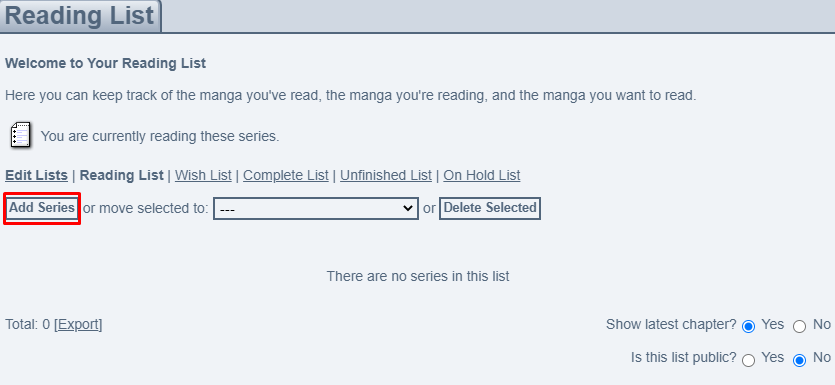 Reading List
Welcome to Your Reading List
Here you can keep track of the manga you've read, the manga you're reading, and the manga you want to read.
You are currently reading these series.
Edit Lists | Reading List | Wish List | Complete List | Unfinished List | On Hold List
Add Series or move selected to: --- or Delete Selected
There are no series in this list
Total: 0 [Export] Show latest chapter? Yes No
Is this list public? Yes No